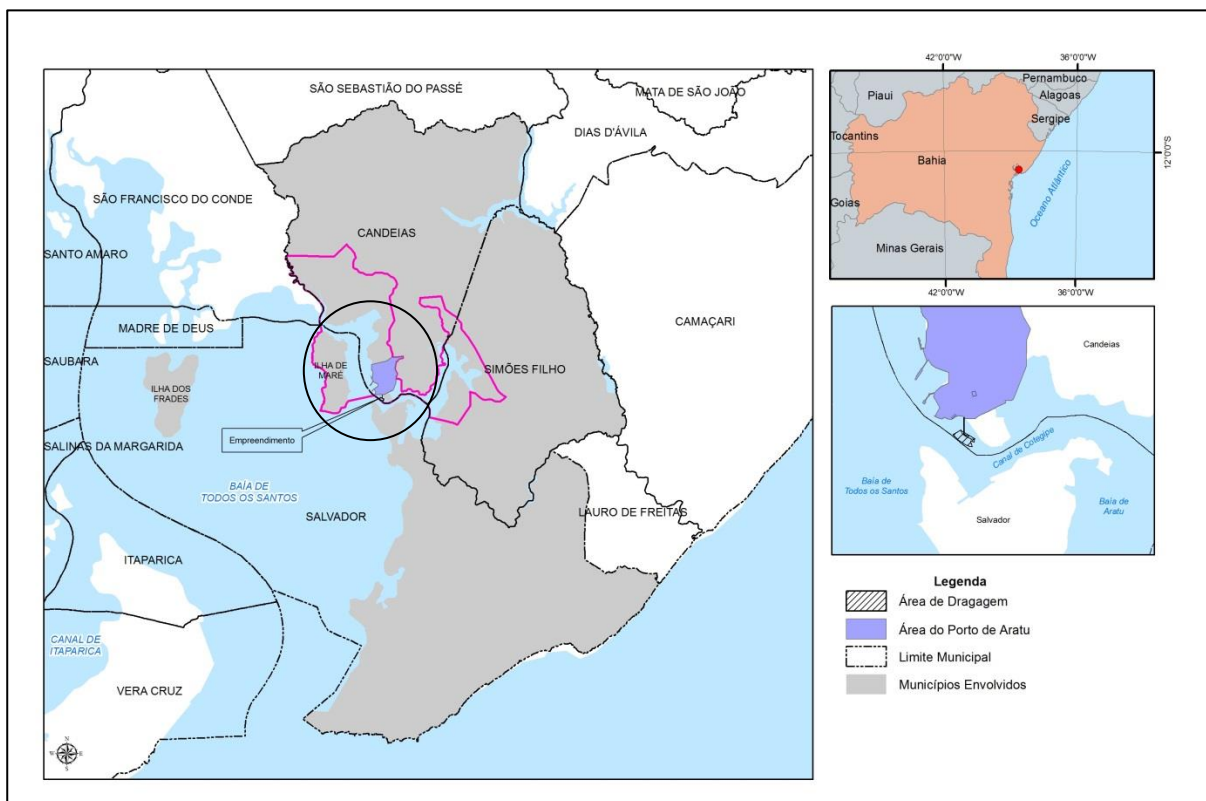 SÃO SEBASTIÃO DO PASSÉ
MATA DE SÃO JOÃO
DIAS D'ÁVILA
SÃO FRANCISCO DO CONDE
CANDEIAS
SANTO AMARO
MADRE DE DEUS
CAMAÇARI
SAUBARA
ILHA DE
MARÉ
SIMÕES FILHO
ILHA DOS
FRADES
Empreendimento
SALINAS DA MARGARIDA
BAÍA DE
TODOS OS SANTOS
SALVADOR
LAURO DE FREITAS
ITAPARICA
CANAL DE
ITAPARICA
VERA CRUZ
N
W
E
S
42°0'0"W
36°0'0"W
Pernambuco
Piaui
Alagoas
Sergipe
Tocantins
Bahia
12°0'0"S
Goias
Oceano Atlântico
Minas Gerais
42°0'0"W
36°0'0"W
Candeias
Canal de Cotegipe
Baía de
Todos os Santos
Baía de
Aratu
Salvador
Legenda
Área de Dragagem
Área do Porto de Aratu
Limite Municipal
Municípios Envolvidos